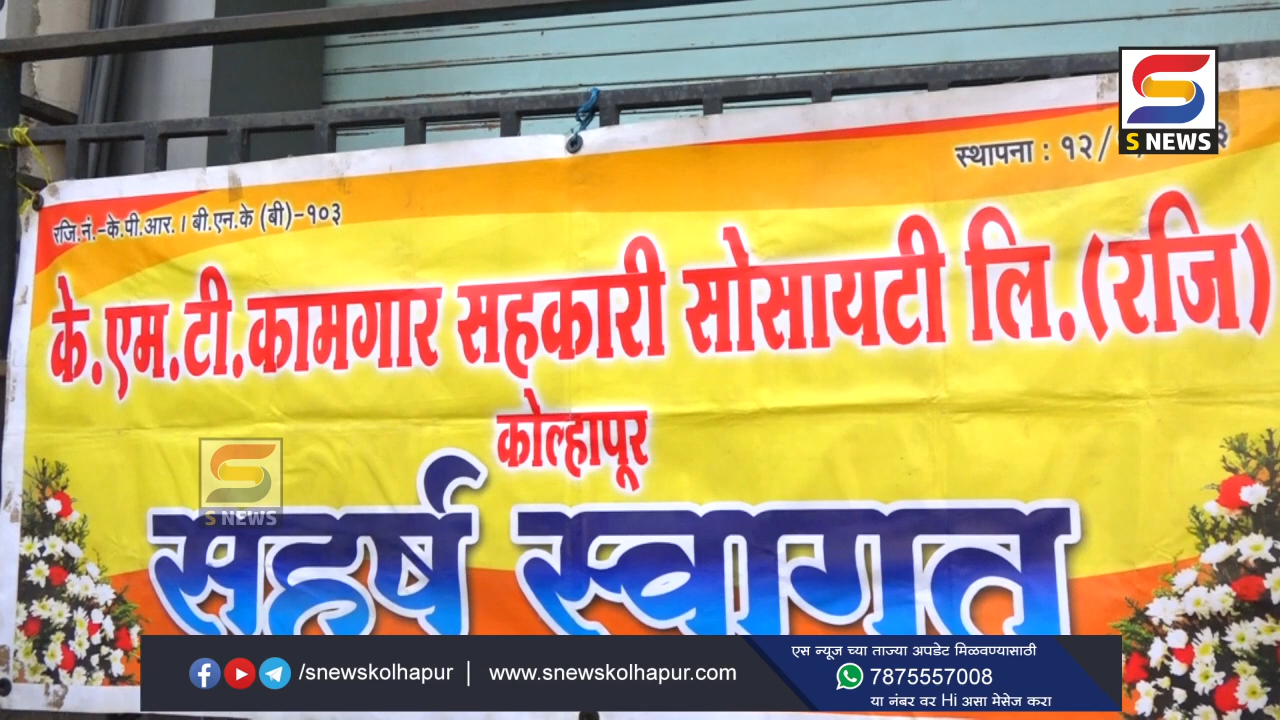 S NEWS
स्थापना : १२/
रजि.नं.-के.पी.आर. । बी.एन.के (बी)-१०३
के.एम.टी.कामगार सहकारी सोसायटी लि.(रजि)
कोल्हापूर
S NEWS
सहर्ष स्वागत
एस न्यूज च्या ताज्या अपडेट मिळवण्यासाठी
/snewskolhapur | www.snewskolhapur.com
7875557008
या नंबर वर Hi असा मेसेज करा